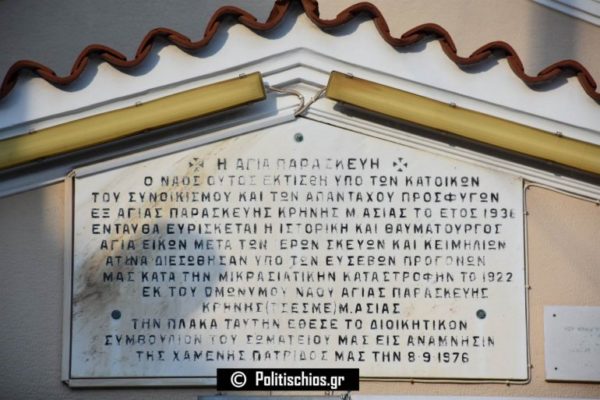 ✠ Η ΑΓΙΑ ΠΑΡΑΣΚΕΥΗ ✠
Ο ΝΑΟΣ ΟΥΤΟΣ ΕΚΤΙΣΘΗ ΥΠΟ ΤΩΝ ΚΑΤΟΙΚΩΝ
ΤΟΥ ΣΥΝΟΙΚΙΣΜΟΥ ΚΑΙ ΤΩΝ ΑΠΑΝΤΑΧΟΥ ΠΡΟΣΦΥΓΩΝ
ΕΞ ΑΓΙΑΣ ΠΑΡΑΣΚΕΥΗΣ ΚΡΗΝΗΣ Μ.ΑΣΙΑΣ ΤΟ ΕΤΟΣ 1936
ΕΝΤΑΥΘΑ ΕΥΡΙΣΚΕΤΑΙ Η ΙΣΤΟΡΙΚΗ ΚΑΙ ΘΑΥΜΑΤΟΥΡΓΟΣ
ΑΓΙΑ ΕΙΚΩΝ ΜΕΤΑ ΤΩΝ ΙΕΡΩΝ ΣΚΕΥΩΝ ΚΑΙ ΚΕΙΜΗΛΙΩΝ
ΑΤΙΝΑ ΔΙΕΣΩΘΗΣΑΝ ΥΠΟ ΤΩΝ ΕΥΣΕΒΩΝ ΠΡΟΓΟΝΩΝ
ΜΑΣ ΚΑΤΑ ΤΗΝ ΜΙΚΡΑΣΙΑΤΙΚΗΝ ΚΑΤΑΣΤΡΟΦΗΝ ΤΟ 1922
ΕΚ ΤΟΥ ΟΜΩΝΥΜΟΥ ΝΑΟΥ ΑΓΙΑΣ ΠΑΡΑΣΚΕΥΗΣ
ΚΡΗΝΗΣ (ΤΣΕΣΜΕ) Μ.ΑΣΙΑΣ
ΤΗΝ ΠΛΑΚΑ ΤΑΥΤΗΝ ΕΘΕΣΕ ΤΟ ΔΙΟΙΚΗΤΙΚΟΝ
ΣΥΜΒΟΥΛΙΟΝ ΤΟΥ ΣΩΜΑΤΕΙΟΥ ΜΑΣ ΕΙΣ ΑΝΑΜΝΗΣΙΝ
ΤΗΣ ΧΑΜΕΝΗΣ ΠΑΤΡΙΔΟΣ ΜΑΣ ΤΗΝ 8-9-1976
© Politischios.gr